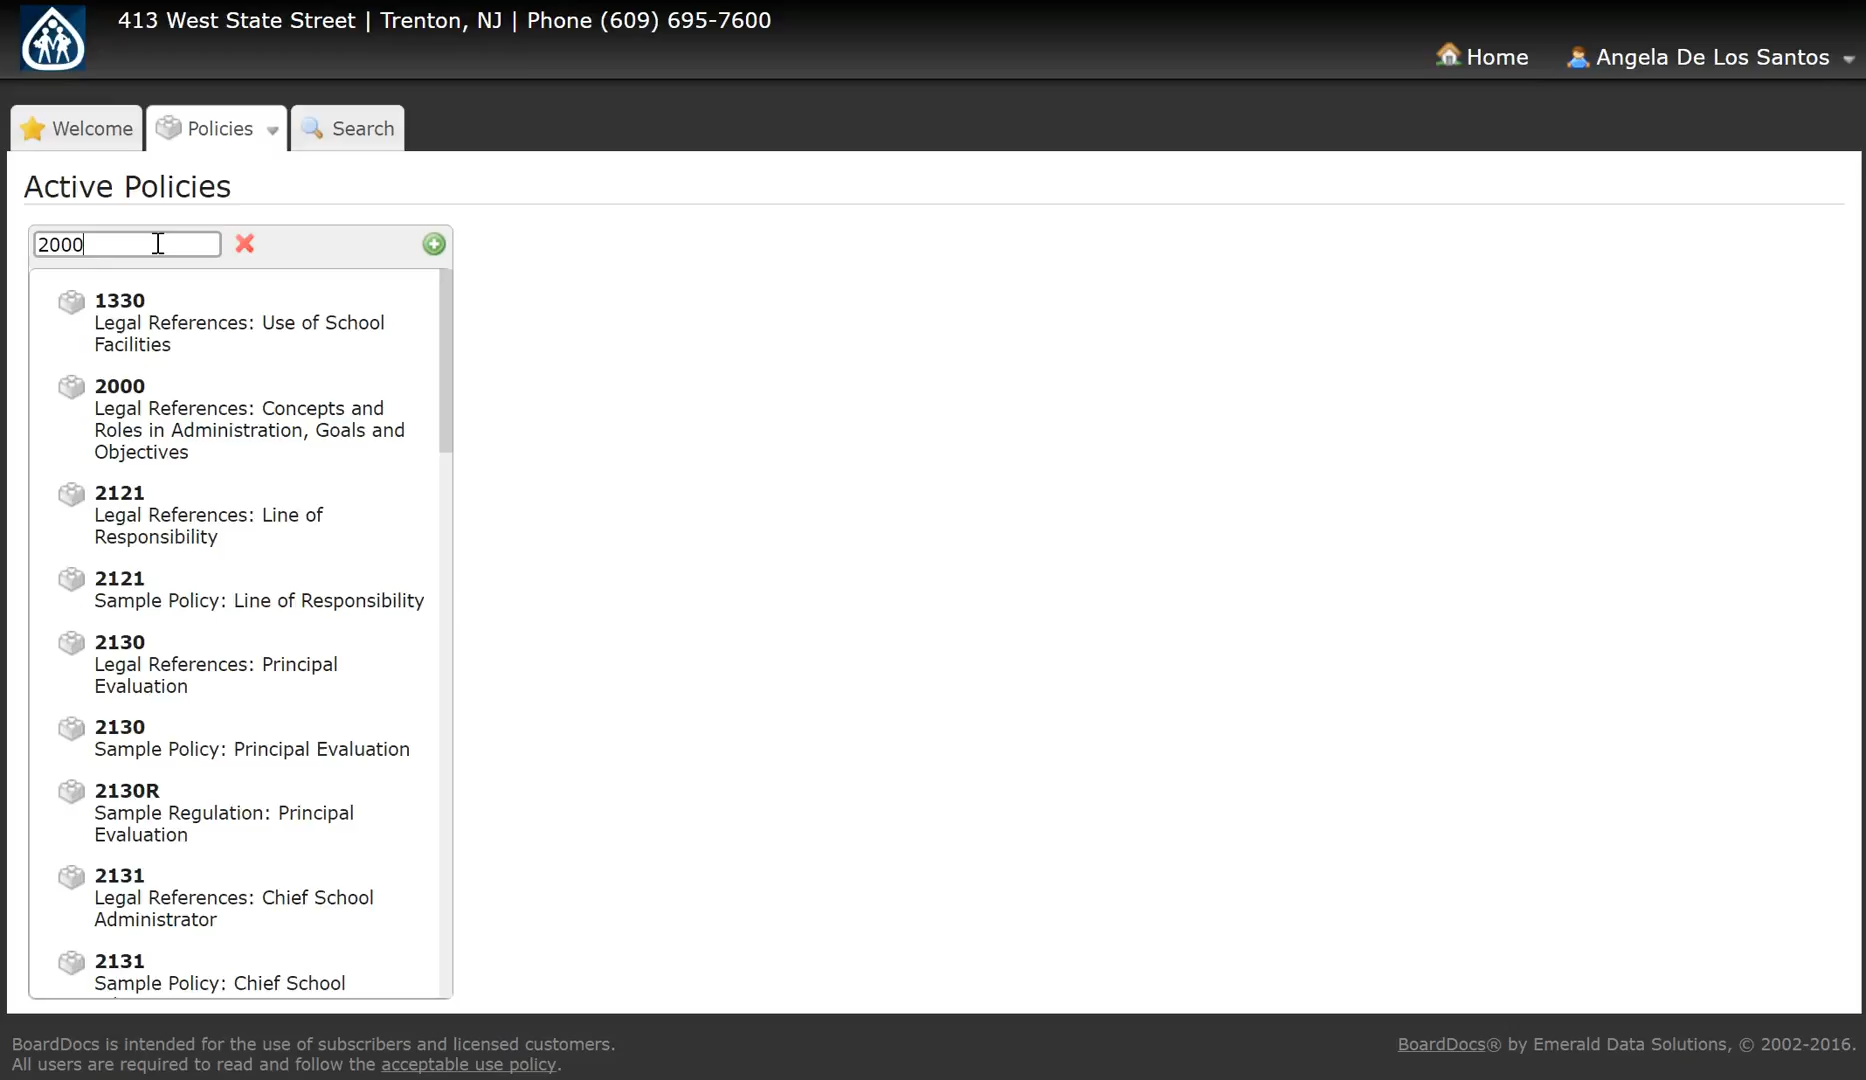 413 West State Street | Trenton, NJ | Phone (609) 695-7600
Home
Angela De Los Santos
Welcome
Policies
Search
Active Policies
2000
1330
Legal References: Use of School
Facilities
2000
Legal References: Concepts and
Roles in Administration, Goals and
Objectives
2121
Legal References: Line of
Responsibility
2121
Sample Policy: Line of Responsibility
2130
Legal References: Principal
Evaluation
2130
Sample Policy: Principal Evaluation
2130R
Sample Regulation: Principal
Evaluation
2131
Legal References: Chief School
Administrator
2131
Sample Policy: Chief School
BoardDocs is intended for the use of subscribers and licensed customers.
All users are required to read and follow the acceptable use policy.
BoardDocs® by Emerald Data Solutions, © 2002-2016.